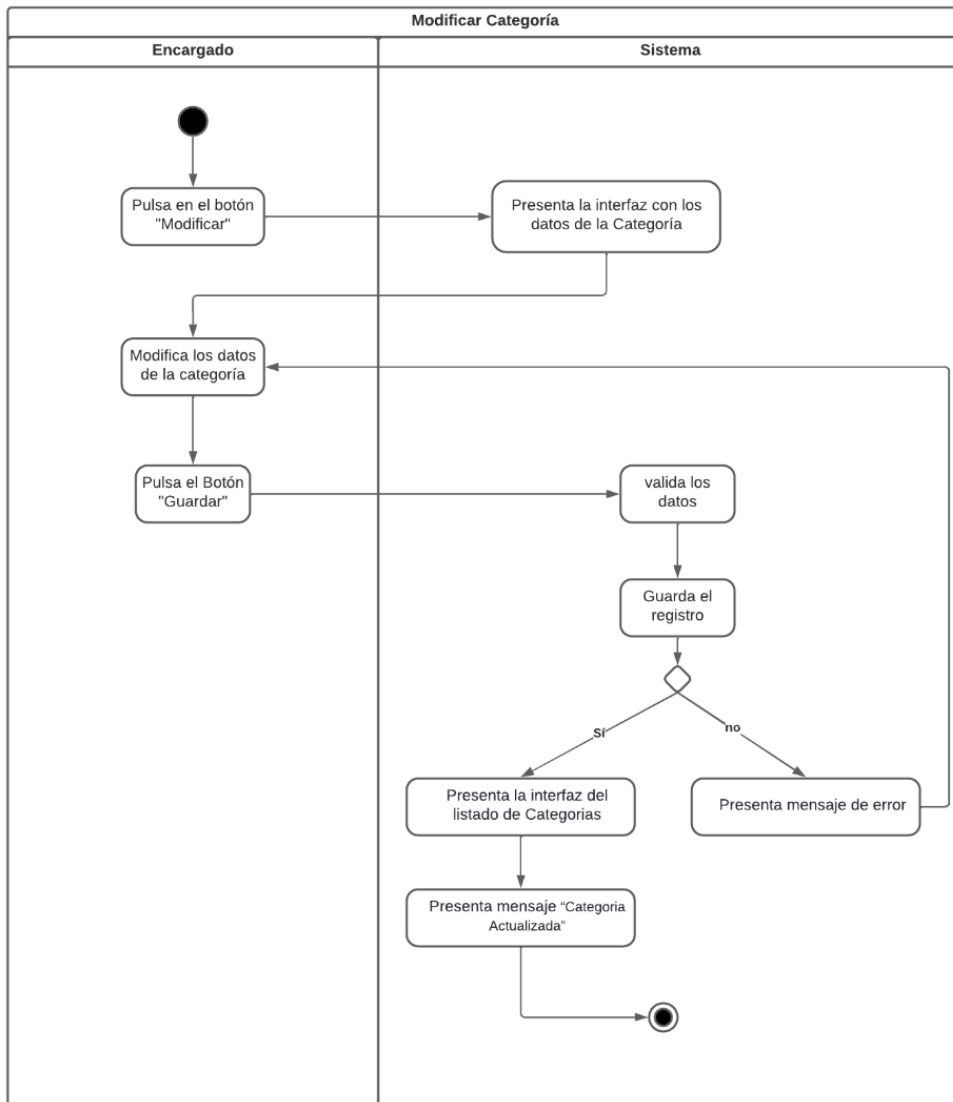 Modificar Categoría
Encargado
Sistema
Pulsa en el botón
"Modificar"
Presenta la interfaz con los
datos de la Categoría
Modifica los datos
de la categoría
Pulsa el Botón
"Guardar"
valida los
datos
Guarda el
registro
Sí
no
Presenta la interfaz del
listado de Categorias
Presenta mensaje de error
Presenta mensaje “Categoria
Actualizada”